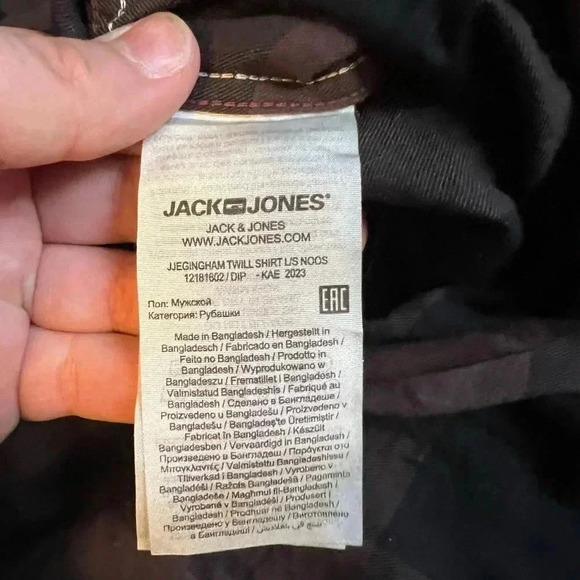 JACK JONES®
JACK & JONES
WWW.JACKJONES.COM
JJEGINGHAM TWILL SHIRT L/S NOOS
12181602 / DIP - KAE 2023
Пол: Мужской
Категория: Рубашки
EAC
Made in Bangladesh / Hergestellt in
Bangladesch / Fabricado en Bangladesh /
Feito no Bangladesh / Prodotto in
Bangladesh / Wyprodukowano w
Bangladeszu / Fremstillet i Bangladesh /
Valmistatud Bangladeshis / Fabriqué au
Bangladesh / Сделано в Бангладеше /
Proizvedeno u Bangladešu / Proizvedeno v
Bangladešu / Bangladeş'te Üretilmiştir /
Fabricat în Bangladesh / Készült
Bangladesben / Vervaardigd in Bangladesh /
Произведено в Бангладеш / Παράγεται στο
Μπαγκλαντές / Valmistettu Bangladeshissa /
Tillverkad i Bangladesh / Vyrobeno v
Bangladéši / Ražots Bangladešā / Pagaminta
Bangladeše / Maghmul fil-Bangladesh /
Vyrobené v Bangladéši / Produsert i
Bangladesh / Prodhuar në Bangladesh /
Произведено у Бангладешу / Виготовлено
у Бангладеш /